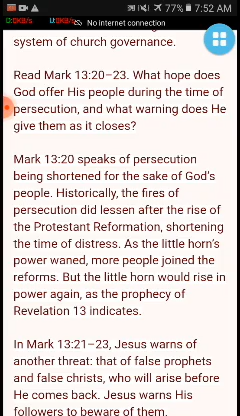 77% 7:52 AM
No internet connection
system of church governance.
Read Mark 13:20–23. What hope does
God offer His people during the time of
persecution, and what warning does He
give them as it closes?
Mark 13:20 speaks of persecution
being shortened for the sake of God's
people. Historically, the fires of
persecution did lessen after the rise of
the Protestant Reformation, shortening
the time of distress. As the little horn's
power waned, more people joined the
reforms. But the little horn would rise in
power again, as the prophecy of
Revelation 13 indicates.
In Mark 13:21–23, Jesus warns of
another threat: that of false prophets
and false christs, who will arise before
He comes back. Jesus warns His
followers to beware of them.